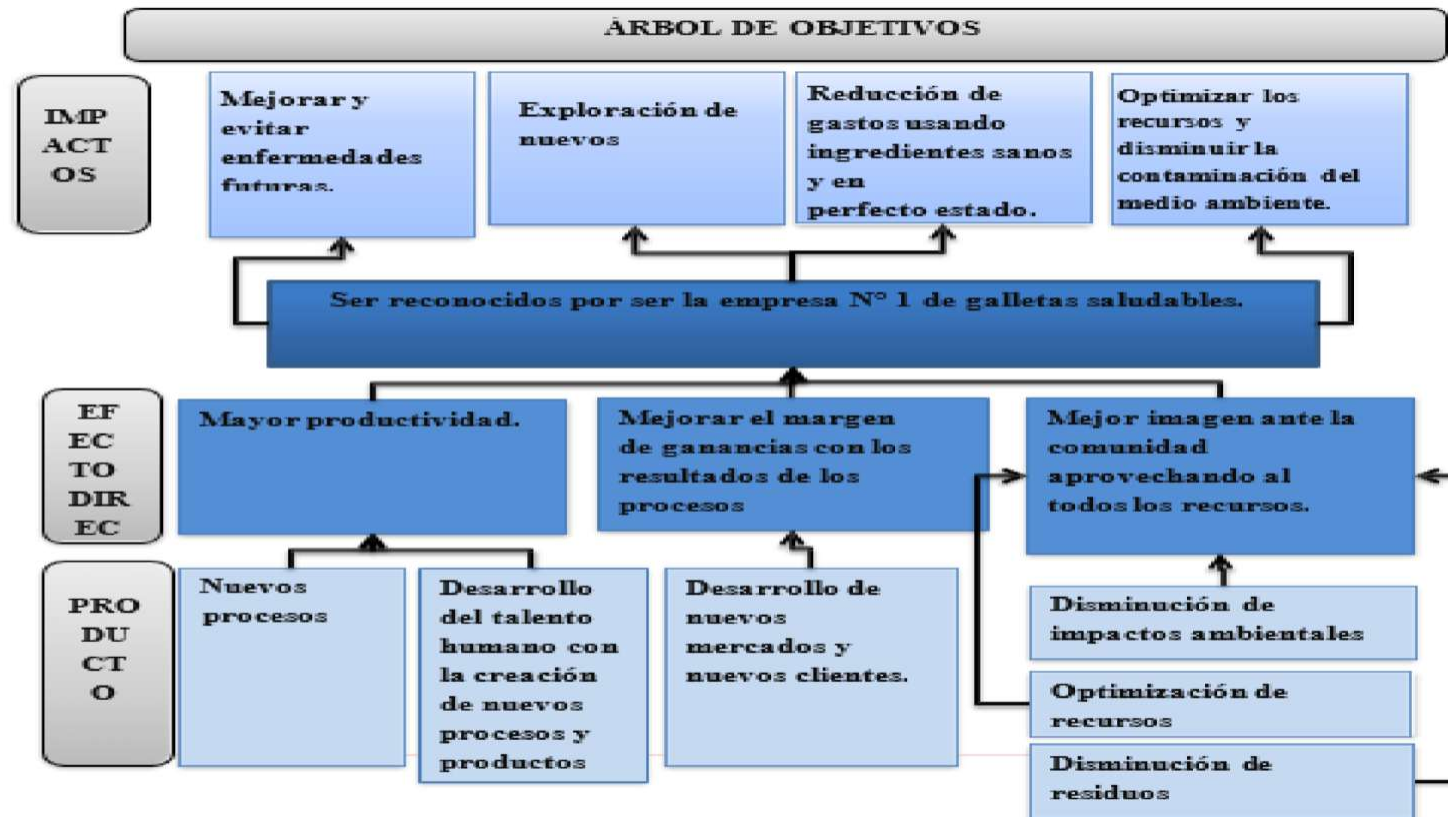 ÁRBOL DE OBJETIVOS
IMP
ACT
OS
Mejorar y
evitar
enfermedades
futuras.
Exploración de
nuevos
Reducción de
gastos usando
ingredientes sanos
y en
perfecto estado.
Optimizar los
recursos y
disminuir la
contaminación del
medio ambiente.
Ser reconocidos por ser la empresa N° 1 de galletas saludables.
EF
EC
TO
DIR
EC
Mayor productividad.
Mejorar el margen
de ganancias con los
resultados de los
procesos
Mejor imagen ante la
comunidad
aprovechando al
todos los recursos.
PRO
DU
CT
O
Nuevos
procesos
Desarrollo
del talento
humano con
la creación
de nuevos
procesos y
productos
Desarrollo de
nuevos
mercados y
nuevos clientes.
Disminución de
impactos ambientales
Optimización de
recursos
Disminución de
residuos